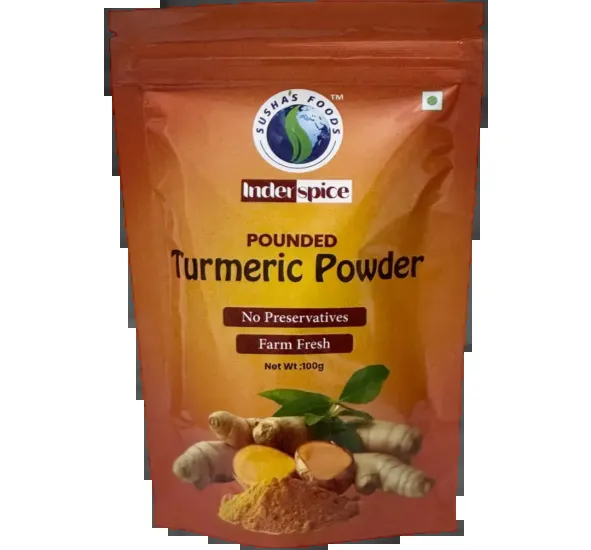 SUSHA'S FOODS
TM
Inderspice
POUNDED
Turmeric Powder
No Preservatives
Farm Fresh
Net Wt :100g